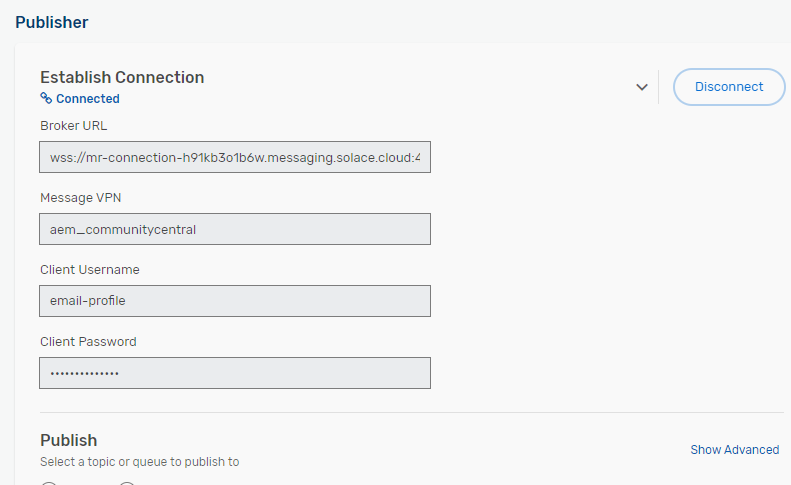 Publisher
Establish Connection
Connected
Disconnect
Broker URL
wss://mr-connection-h91kb3o1b6w.messaging.solace.cloud:4
Message VPN
aem_communitycentral
Client Username
email-profile
Client Password
••••••••••••••
Publish
Show Advanced
Select a topic or queue to publish to